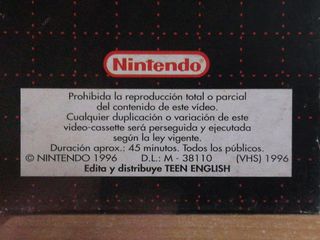 Nintendo
Prohibida la reproducción total o parcial
del contenido de este vídeo.
Cualquier duplicación o variación de este
video-cassette será perseguida y ejecutada
según la ley vigente.
Duración aprox.: 45 minutos. Todos los públicos.
© NINTENDO 1996 D.L.: M - 38110 (VHS) 1996
Edita y distribuye TEEN ENGLISH